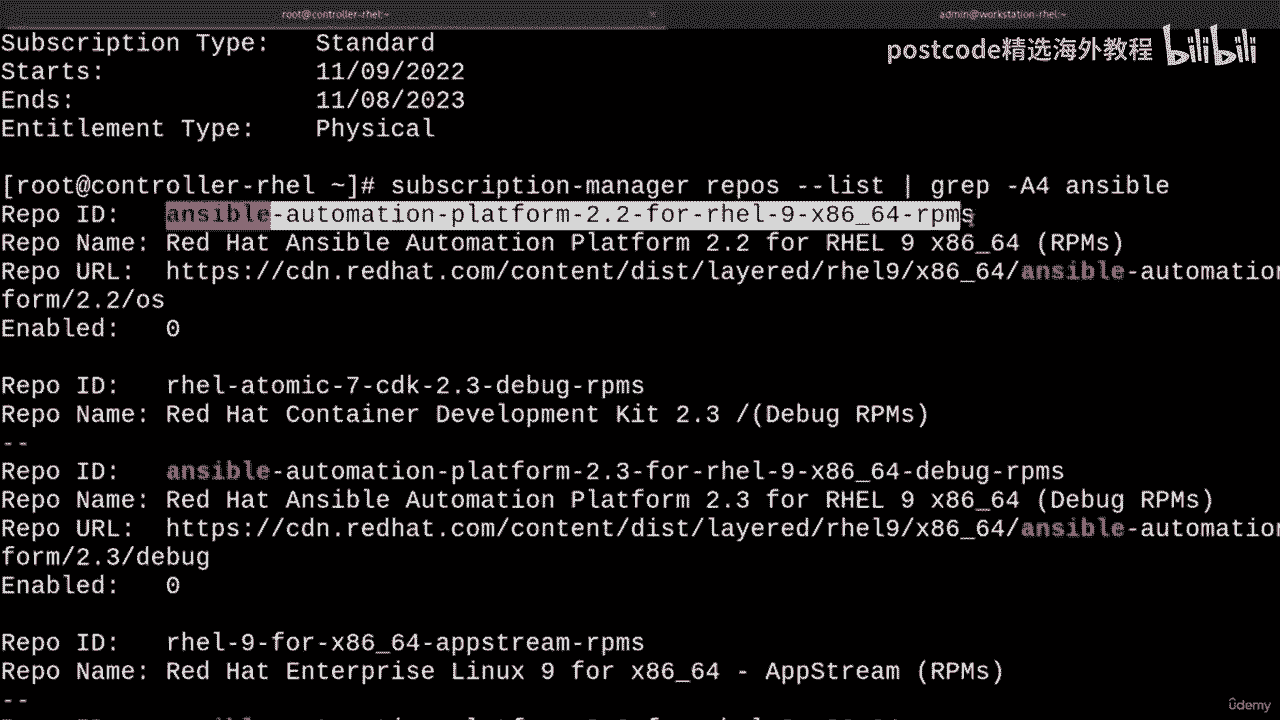 root@controller-rhel:~
admin@workstation-rhel:~
postcode精选海外教程 bilibili
Subscription Type:   Standard
Starts:              11/09/2022
Ends:                11/08/2023
Entitlement Type:    Physical
[root@controller-rhel ~]# subscription-manager repos --list | grep -A4 ansible
Repo ID:   ansible-automation-platform-2.2-for-rhel-9-x86_64-rpms
Repo Name: Red Hat Ansible Automation Platform 2.2 for RHEL 9 x86_64 (RPMs)
Repo URL:  https://cdn.redhat.com/content/dist/layered/rhel9/x86_64/ansible-automation
form/2.2/os
Enabled:   0
Repo ID:   rhel-atomic-7-cdk-2.3-debug-rpms
Repo Name: Red Hat Container Development Kit 2.3 /(Debug RPMs)
--
Repo ID:   ansible-automation-platform-2.3-for-rhel-9-x86_64-debug-rpms
Repo Name: Red Hat Ansible Automation Platform 2.3 for RHEL 9 x86_64 (Debug RPMs)
Repo URL:  https://cdn.redhat.com/content/dist/layered/rhel9/x86_64/ansible-automation
form/2.3/debug
Enabled:   0
Repo ID:   rhel-9-for-x86_64-appstream-rpms
Repo Name: Red Hat Enterprise Linux 9 for x86_64 - AppStream (RPMs)
--
ûdemy